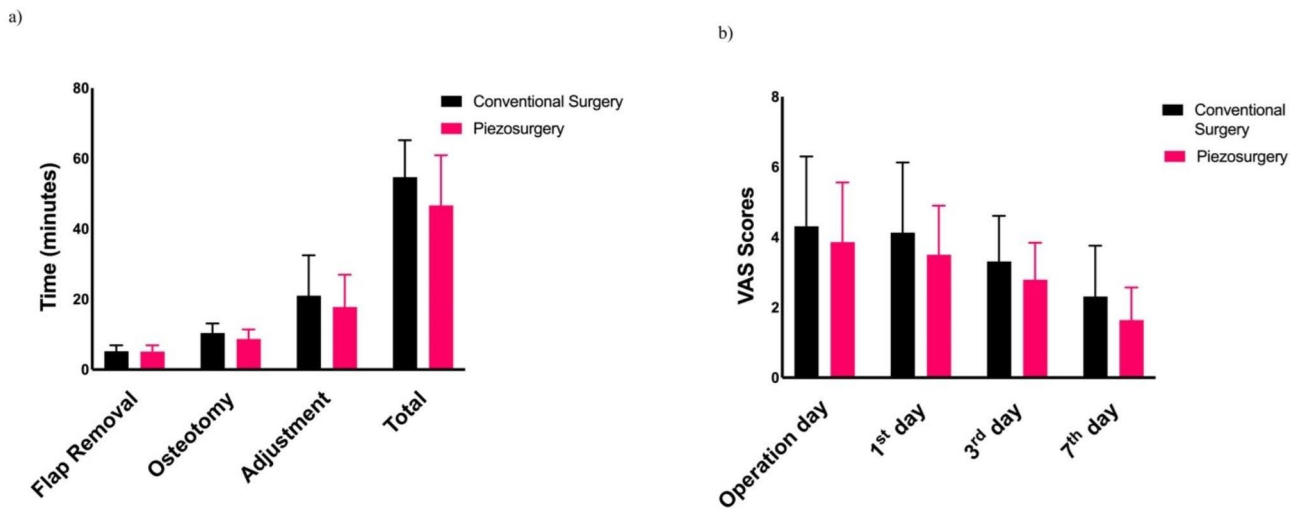 a)
Time (minutes)
80
60
40
20
0
Conventional Surgery
Piezosurgery
Flap Removal
Osteotomy
Adjustment
Total
b)
VAS Scores
8
6
4
2
0
Conventional
Surgery
Piezosurgery
Operation day
1st day
3rd day
7th day